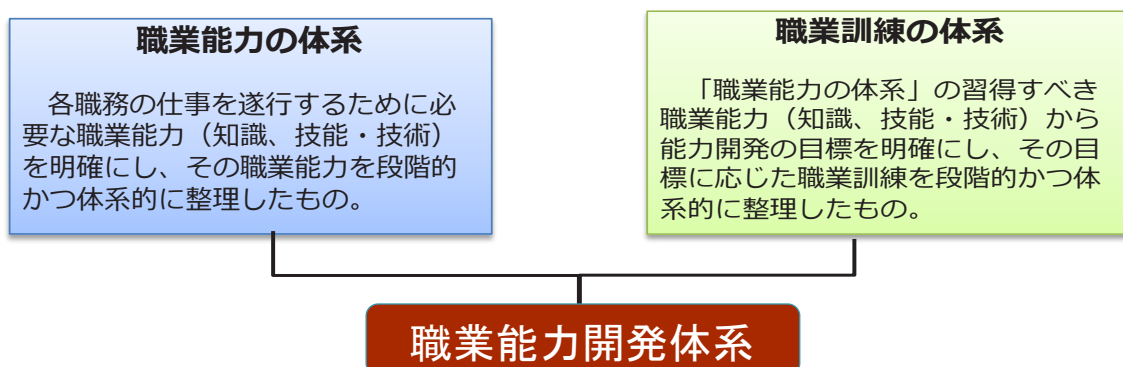 職業能力の体系
各職務の仕事を遂行するために必
要な職業能力（知識、技能・技術）
を明確にし、その職業能力を段階的
かつ体系的に整理したもの。
職業訓練の体系
「職業能力の体系」の習得すべき
職業能力（知識、技能・技術）から
能力開発の目標を明確にし、その目
標に応じた職業訓練を段階的かつ体
系的に整理したもの。
職業能力開発体系